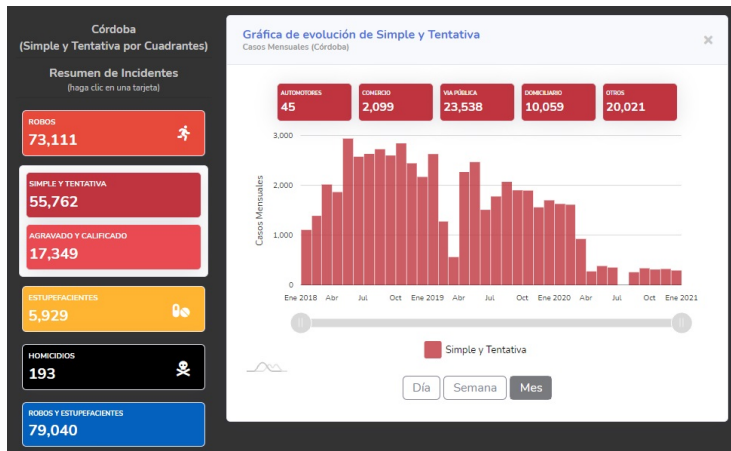 Córdoba
(Simple y Tentativa por Cuadrantes)
Resumen de Incidentes
(haga clic en una tarjeta)
ROBOS
73,111
SIMPLE Y TENTATIVA
55,762
AGRAVADO Y CALIFICADO
17,349
ESTUPEFACIENTES
5,929
HOMICIDIOS
193
ROBOS Y ESTUPEFACIENTES
79,040
Gráfica de evolución de Simple y Tentativa
Casos Mensuales (Córdoba)
×
AUTOMOTORES
45
COMERCIO
2,099
VIA PÚBLICA
23,538
DOMICILIARIO
10,059
OTROS
20,021
Casos Mensuales
3,000
2,000
1,000
0
Ene 2018 Abr Jul Oct Ene 2019 Abr Jul Oct Ene 2020 Abr Jul Oct Ene 2021
Simple y Tentativa
Día Semana Mes